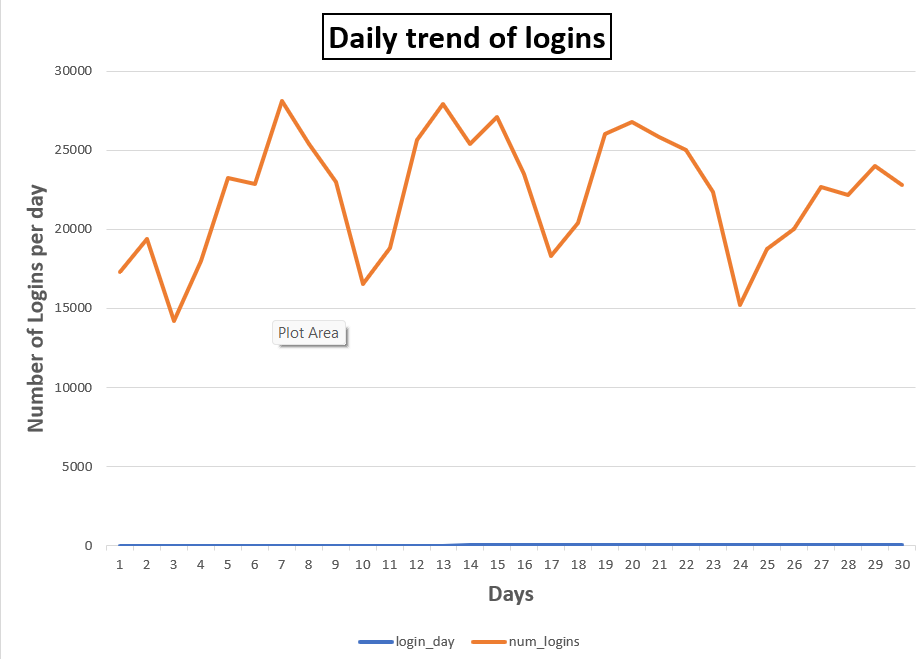 Daily trend of logins
30000
25000
20000
15000
10000
5000
0
Number of Logins per day
Plot Area
1 2 3 4 5 6 7 8 9 10 11 12 13 14 15 16 17 18 19 20 21 22 23 24 25 26 27 28 29 30
Days
login_day num_logins